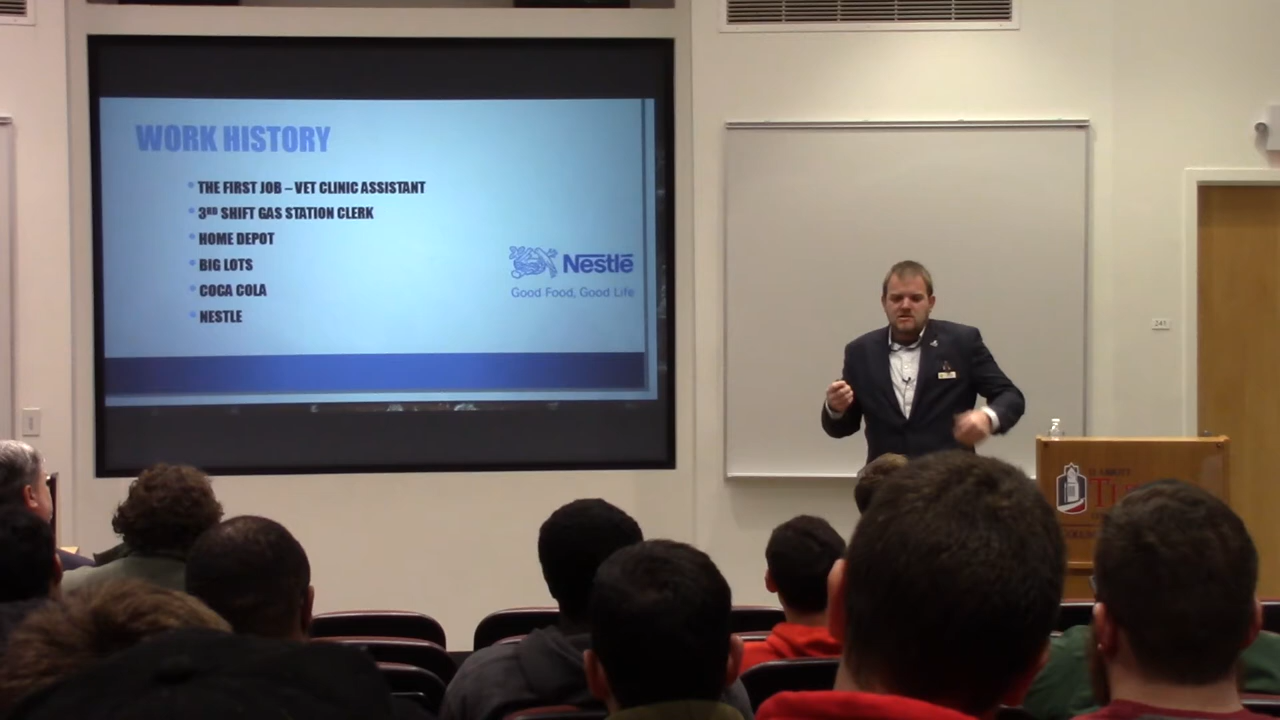 WORK HISTORY
THE FIRST JOB – VET CLINIC ASSISTANT
3RD SHIFT GAS STATION CLERK
HOME DEPOT
BIG LOTS
COCA COLA
NESTLE
Nestlé
Good Food, Good Life
241